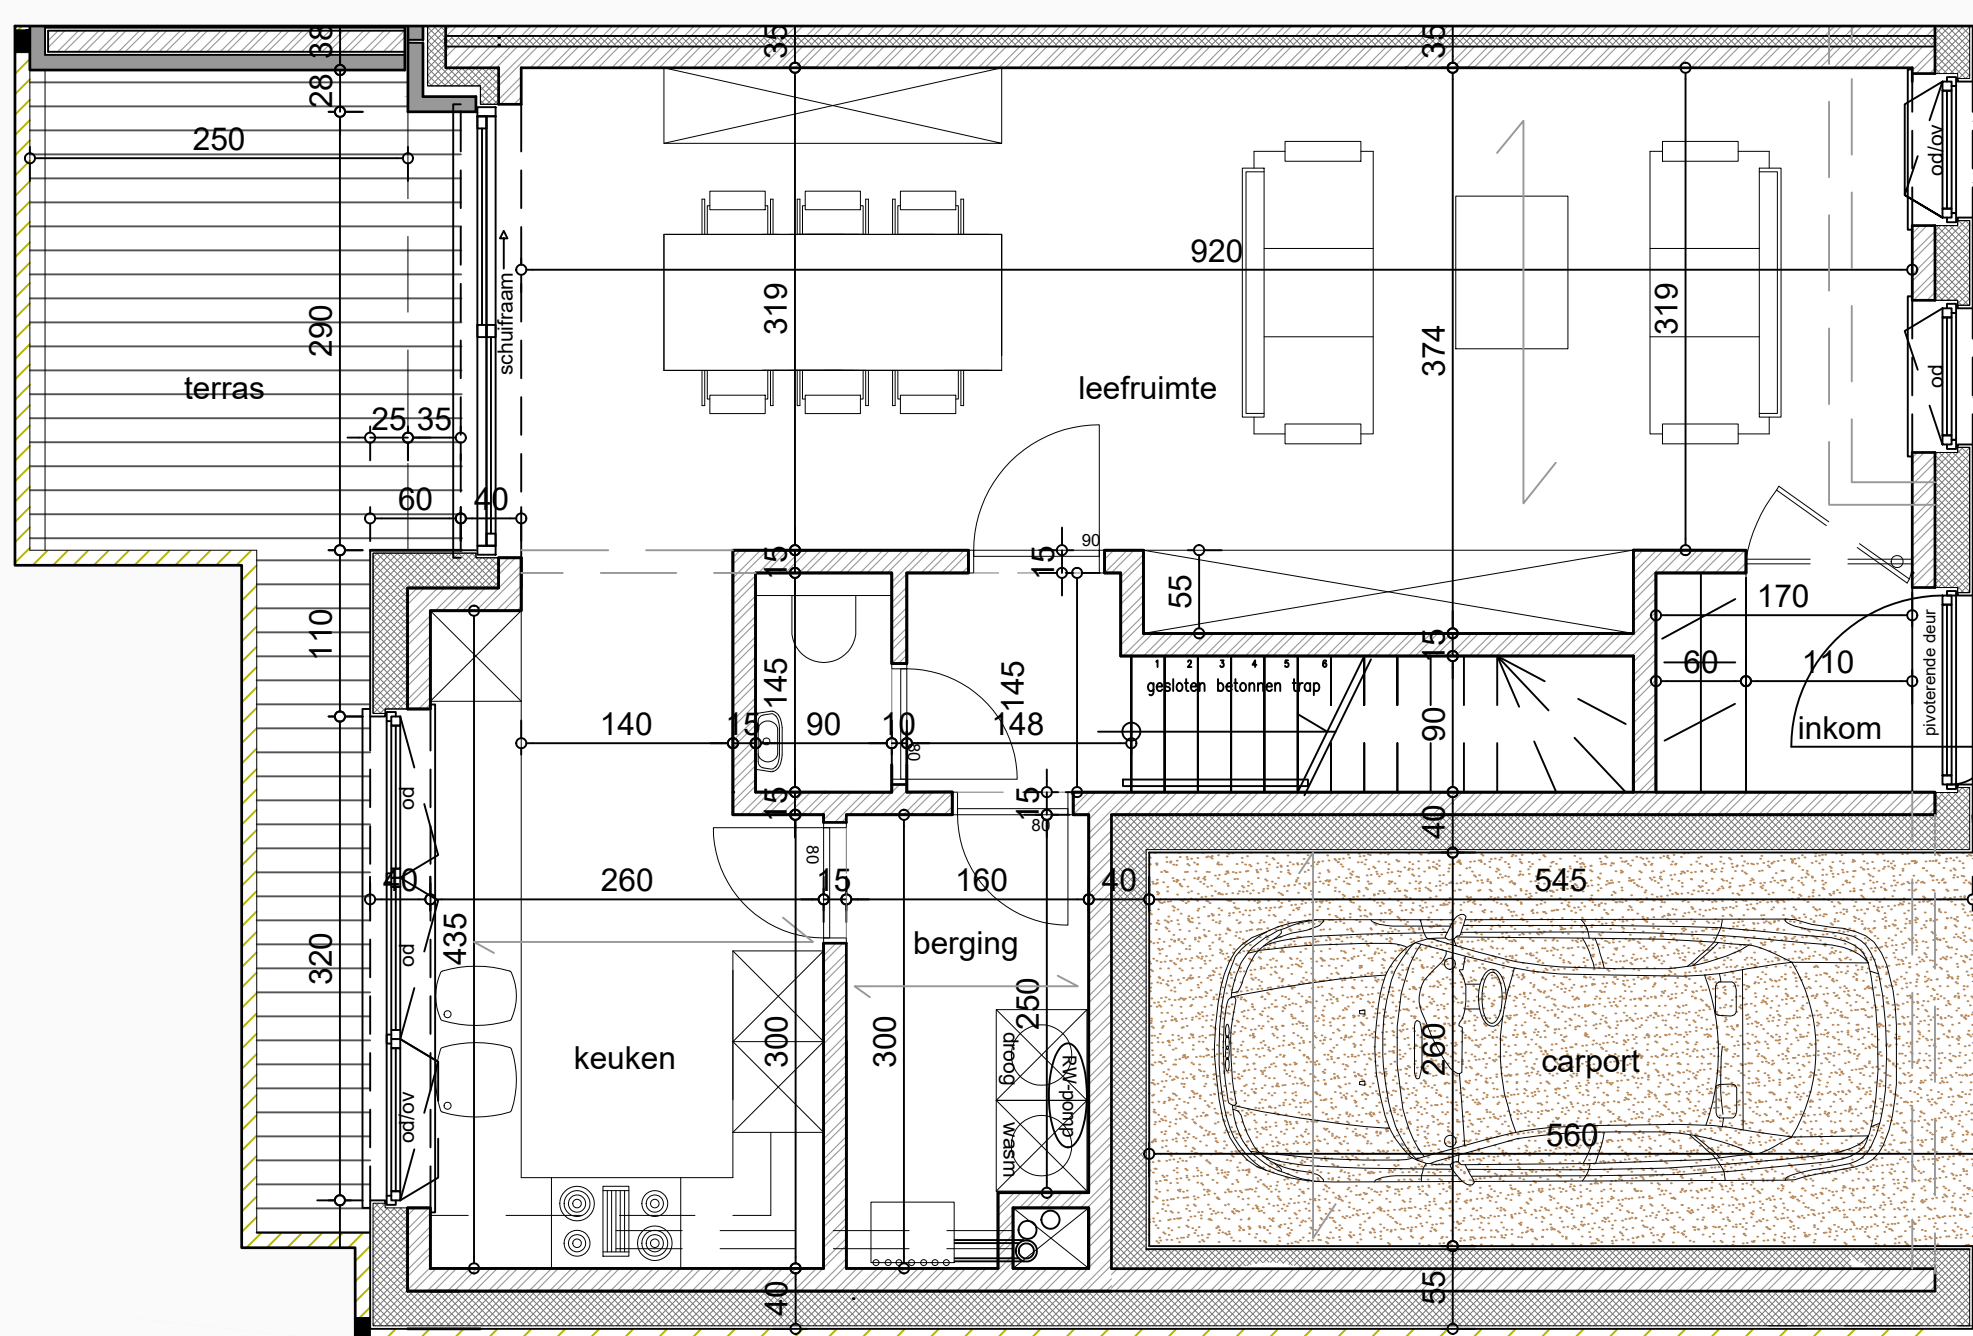 38
35
35
28
250
od/ov
920
schuifraam
290
319
374
319
terras
leefruimte
od
25 35
60 40
15
15
90
55
170
110
145
145
15
1 2 3 4 5 6
gesloten betonnen trap
60 110
pivoterende deur
140 15 90 10 148
80
90
inkom
od
15
15
80
40
80
40 260 15 160 40 545
435
320
od
berging
250
300
300
droog
RW-pomp
keuken
260
carport
od/ov
wasm
560
40
55